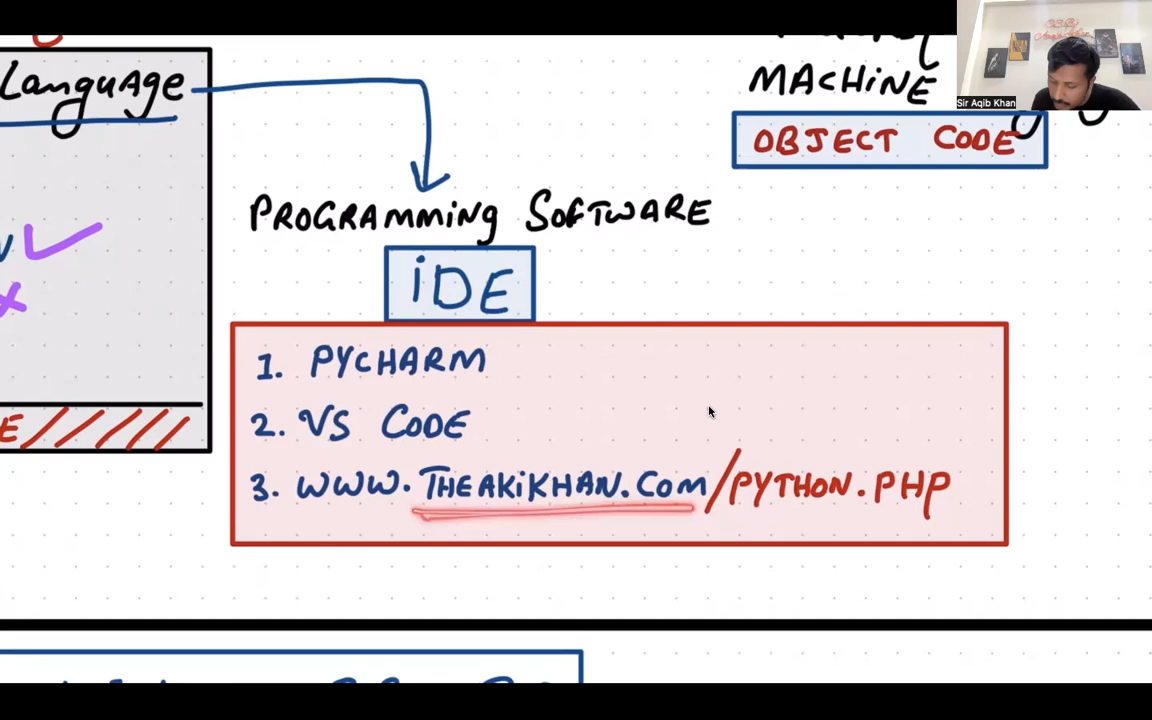 Language
MACHINE
Sir Aqib Khan
OBJECT CODE
PROGRAMMING SOFTWARE
IDE
1. PYCHARM
2. VS CODE
3. WWW.THEAKIKHAN.COM/PYTHON.PHP